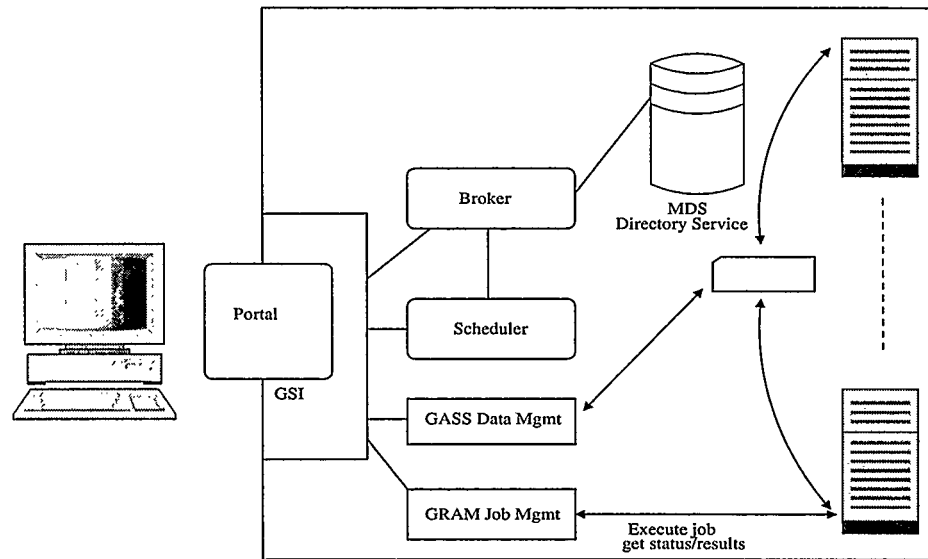 Broker
MDS
Directory Service
Portal
Scheduler
GSI
GASS Data Mgmt
GRAM Job Mgmt
Execute job
get status/results